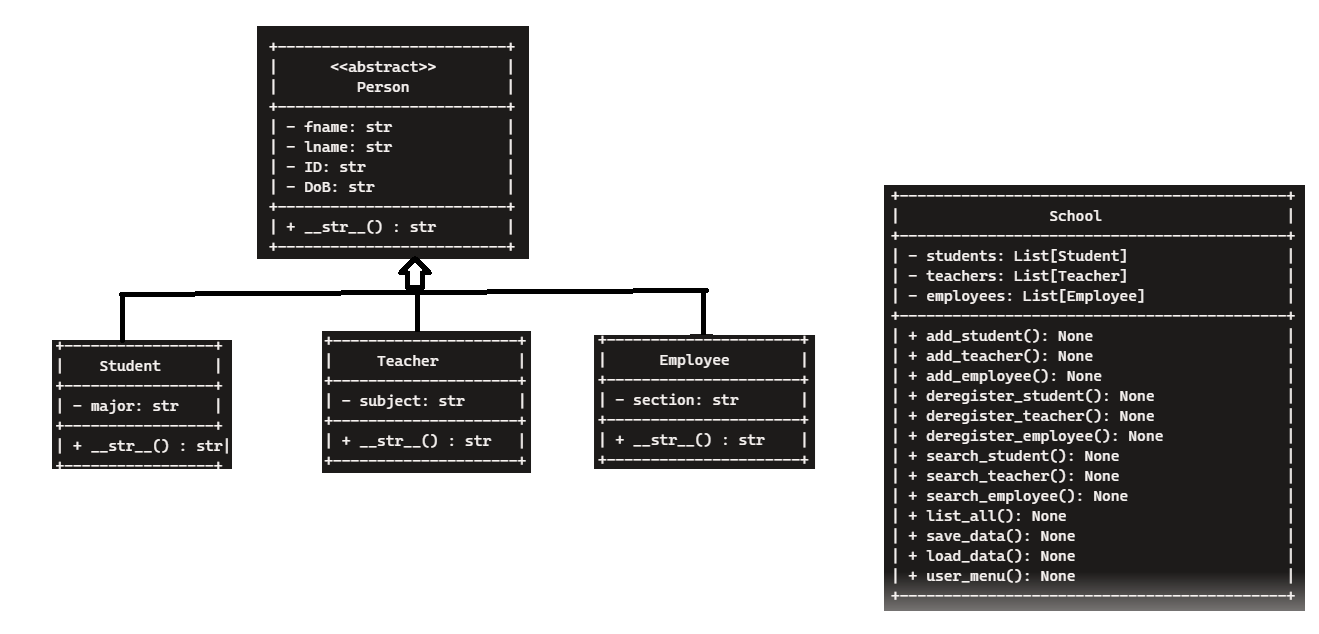 <<abstract>>
Person
- fname: str
- lname: str
- ID: str
- DoB: str
+ __str__() : str
Student
- major: str
+ __str__() : str
Teacher
- subject: str
+ __str__() : str
Employee
- section: str
+ __str__() : str
School
- students: List[Student]
- teachers: List[Teacher]
- employees: List[Employee]
+ add_student(): None
+ add_teacher(): None
+ add_employee(): None
+ deregister_student(): None
+ deregister_teacher(): None
+ deregister_employee(): None
+ search_student(): None
+ search_teacher(): None
+ search_employee(): None
+ list_all(): None
+ save_data(): None
+ load_data(): None
+ user_menu(): None